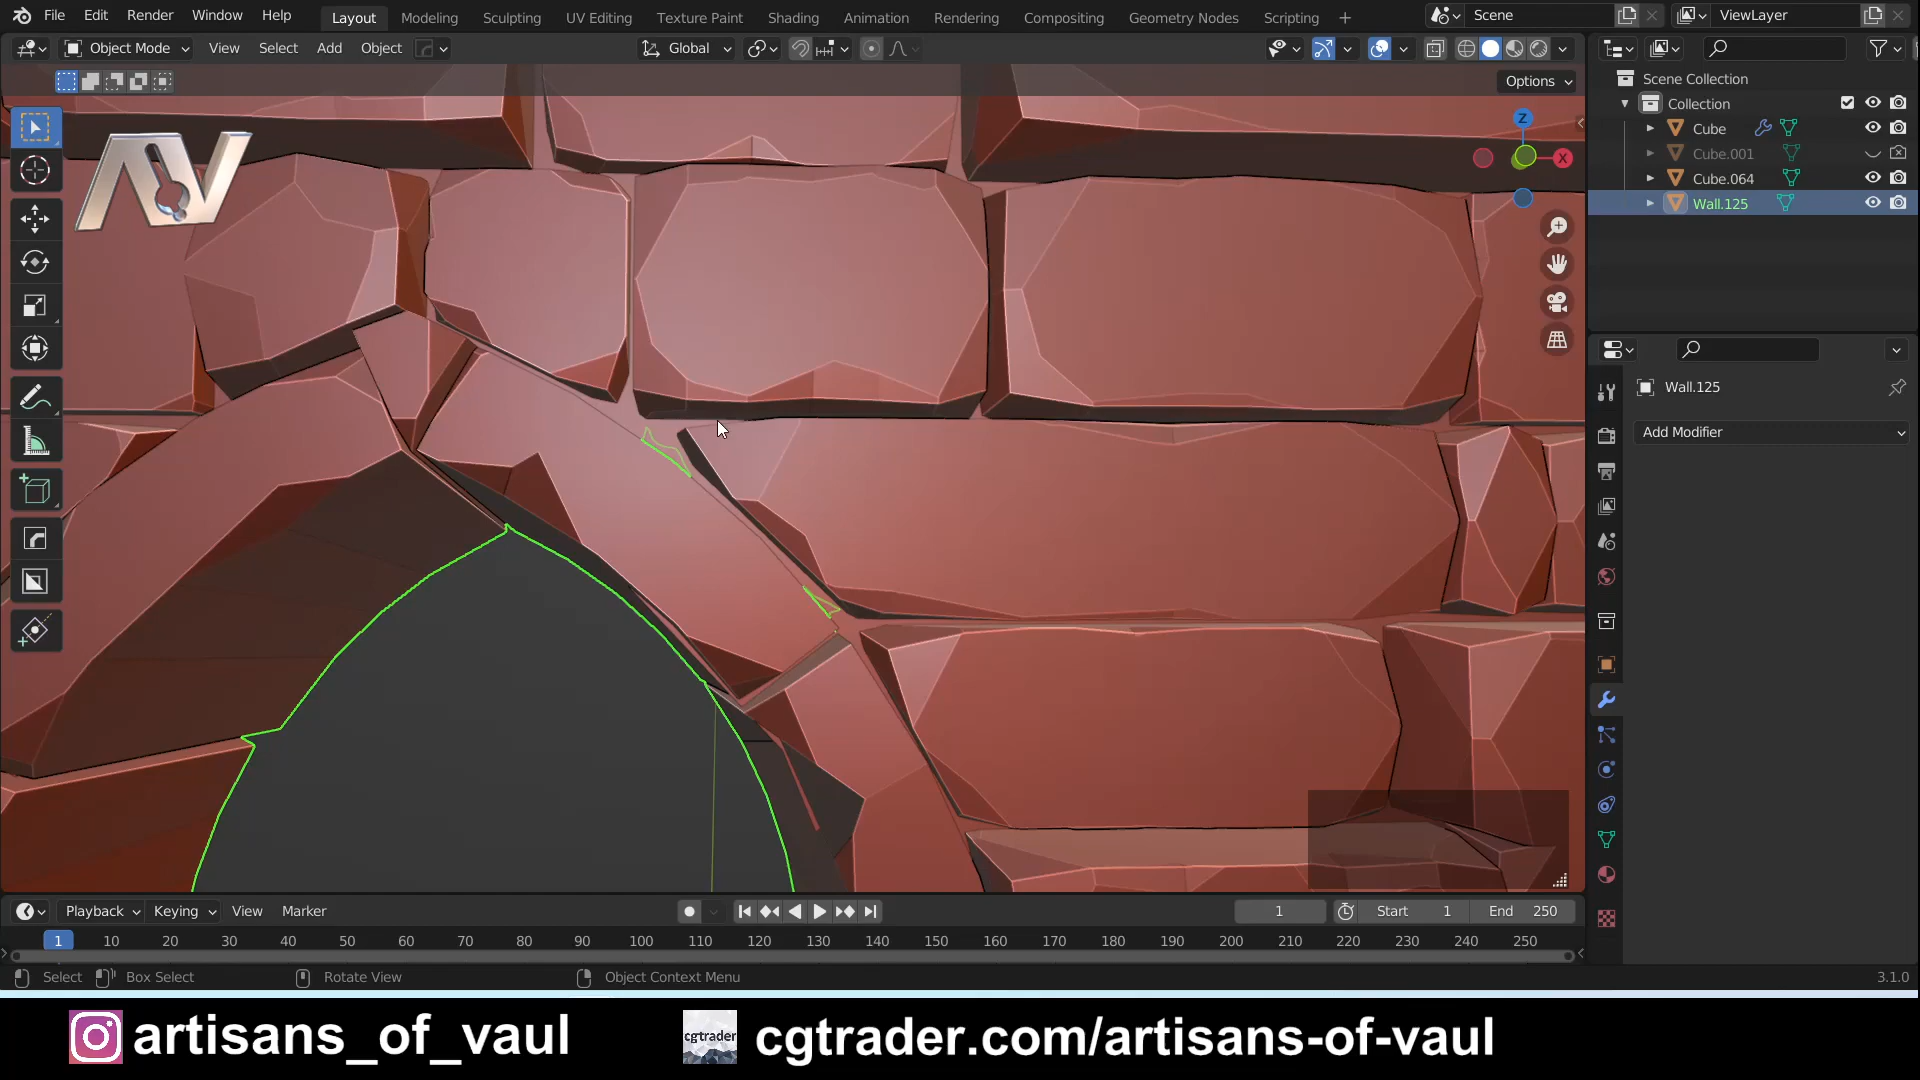 File Edit Render Window Help Layout Modeling Sculpting UV Editing Texture Paint Shading Animation Rendering Compositing Geometry Nodes Scripting + Scene ViewLayer
Object Mode View Select Add Object Global
Options
Scene Collection
Collection
Cube
Cube.001
Cube.064
Wall.125
Z
X
AV
Wall.125
Add Modifier
Playback Keying View Marker 1 Start 1 End 250
1 10 20 30 40 50 60 70 80 90 100 110 120 130 140 150 160 170 180 190 200 210 220 230 240 250
Select Box Select Rotate View Object Context Menu 3.1.0
artisans_of_vaul cgtrader cgtrader.com/artisans-of-vaul